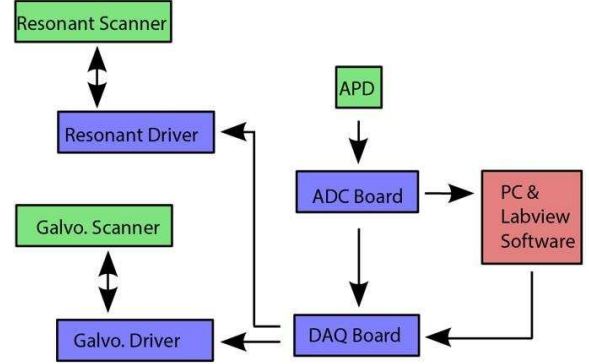 Resonant Scanner
APD
Resonant Driver
ADC Board
PC &
Labview
Software
Galvo. Scanner
DAQ Board
Galvo. Driver